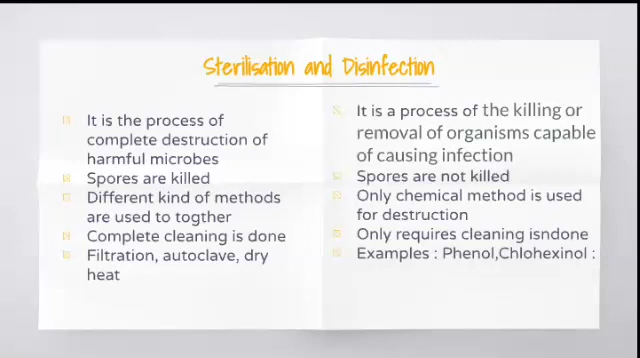 Sterilisation and Disinfection
It is the process of
complete destruction of
harmful microbes
Spores are killed
Different kind of methods
are used to togther
Complete cleaning is done
Filtration, autoclave, dry
heat
It is a process of the killing or
removal of organisms capable
of causing infection
Spores are not killed
Only chemical method is used
for destruction
Only requires cleaning isndone
Examples : Phenol,Chlohexinol :